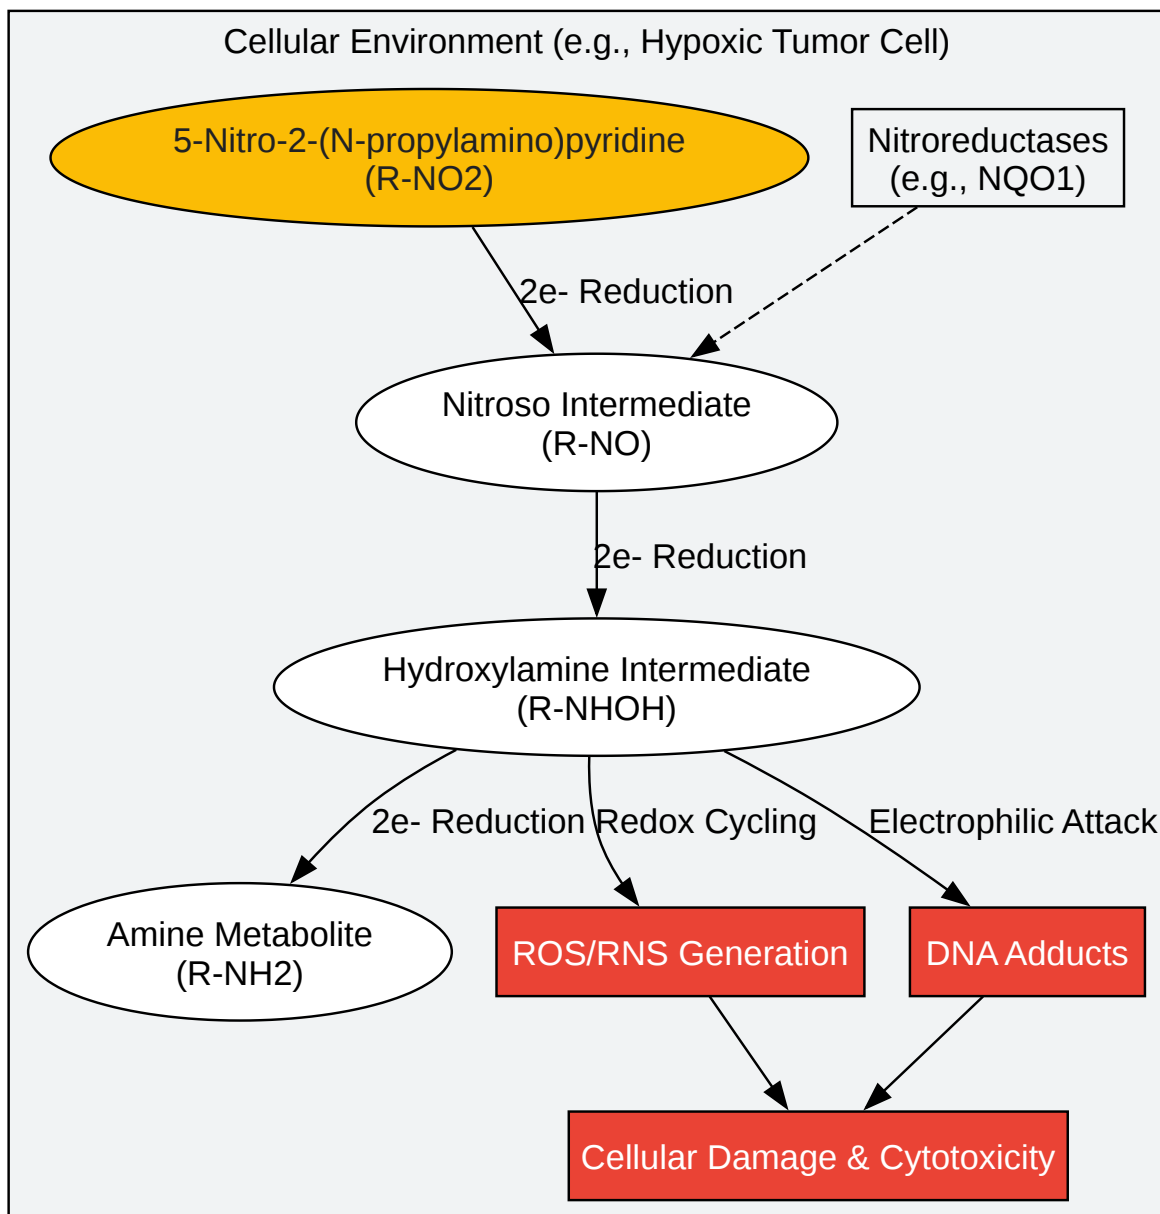 Cellular Environment (e.g., Hypoxic Tumor Cell)
5-Nitro-2-(N-propylamino)pyridine
(R-NO2)
Nitroreductases
(e.g., NQO1)
2e- Reduction
Nitroso Intermediate
(R-NO)
2e- Reduction
Hydroxylamine Intermediate
(R-NHOH)
2e- Reduction
Redox Cycling
Electrophilic Attack
Amine Metabolite
(R-NH2)
ROS/RNS Generation
DNA Adducts
Cellular Damage & Cytotoxicity